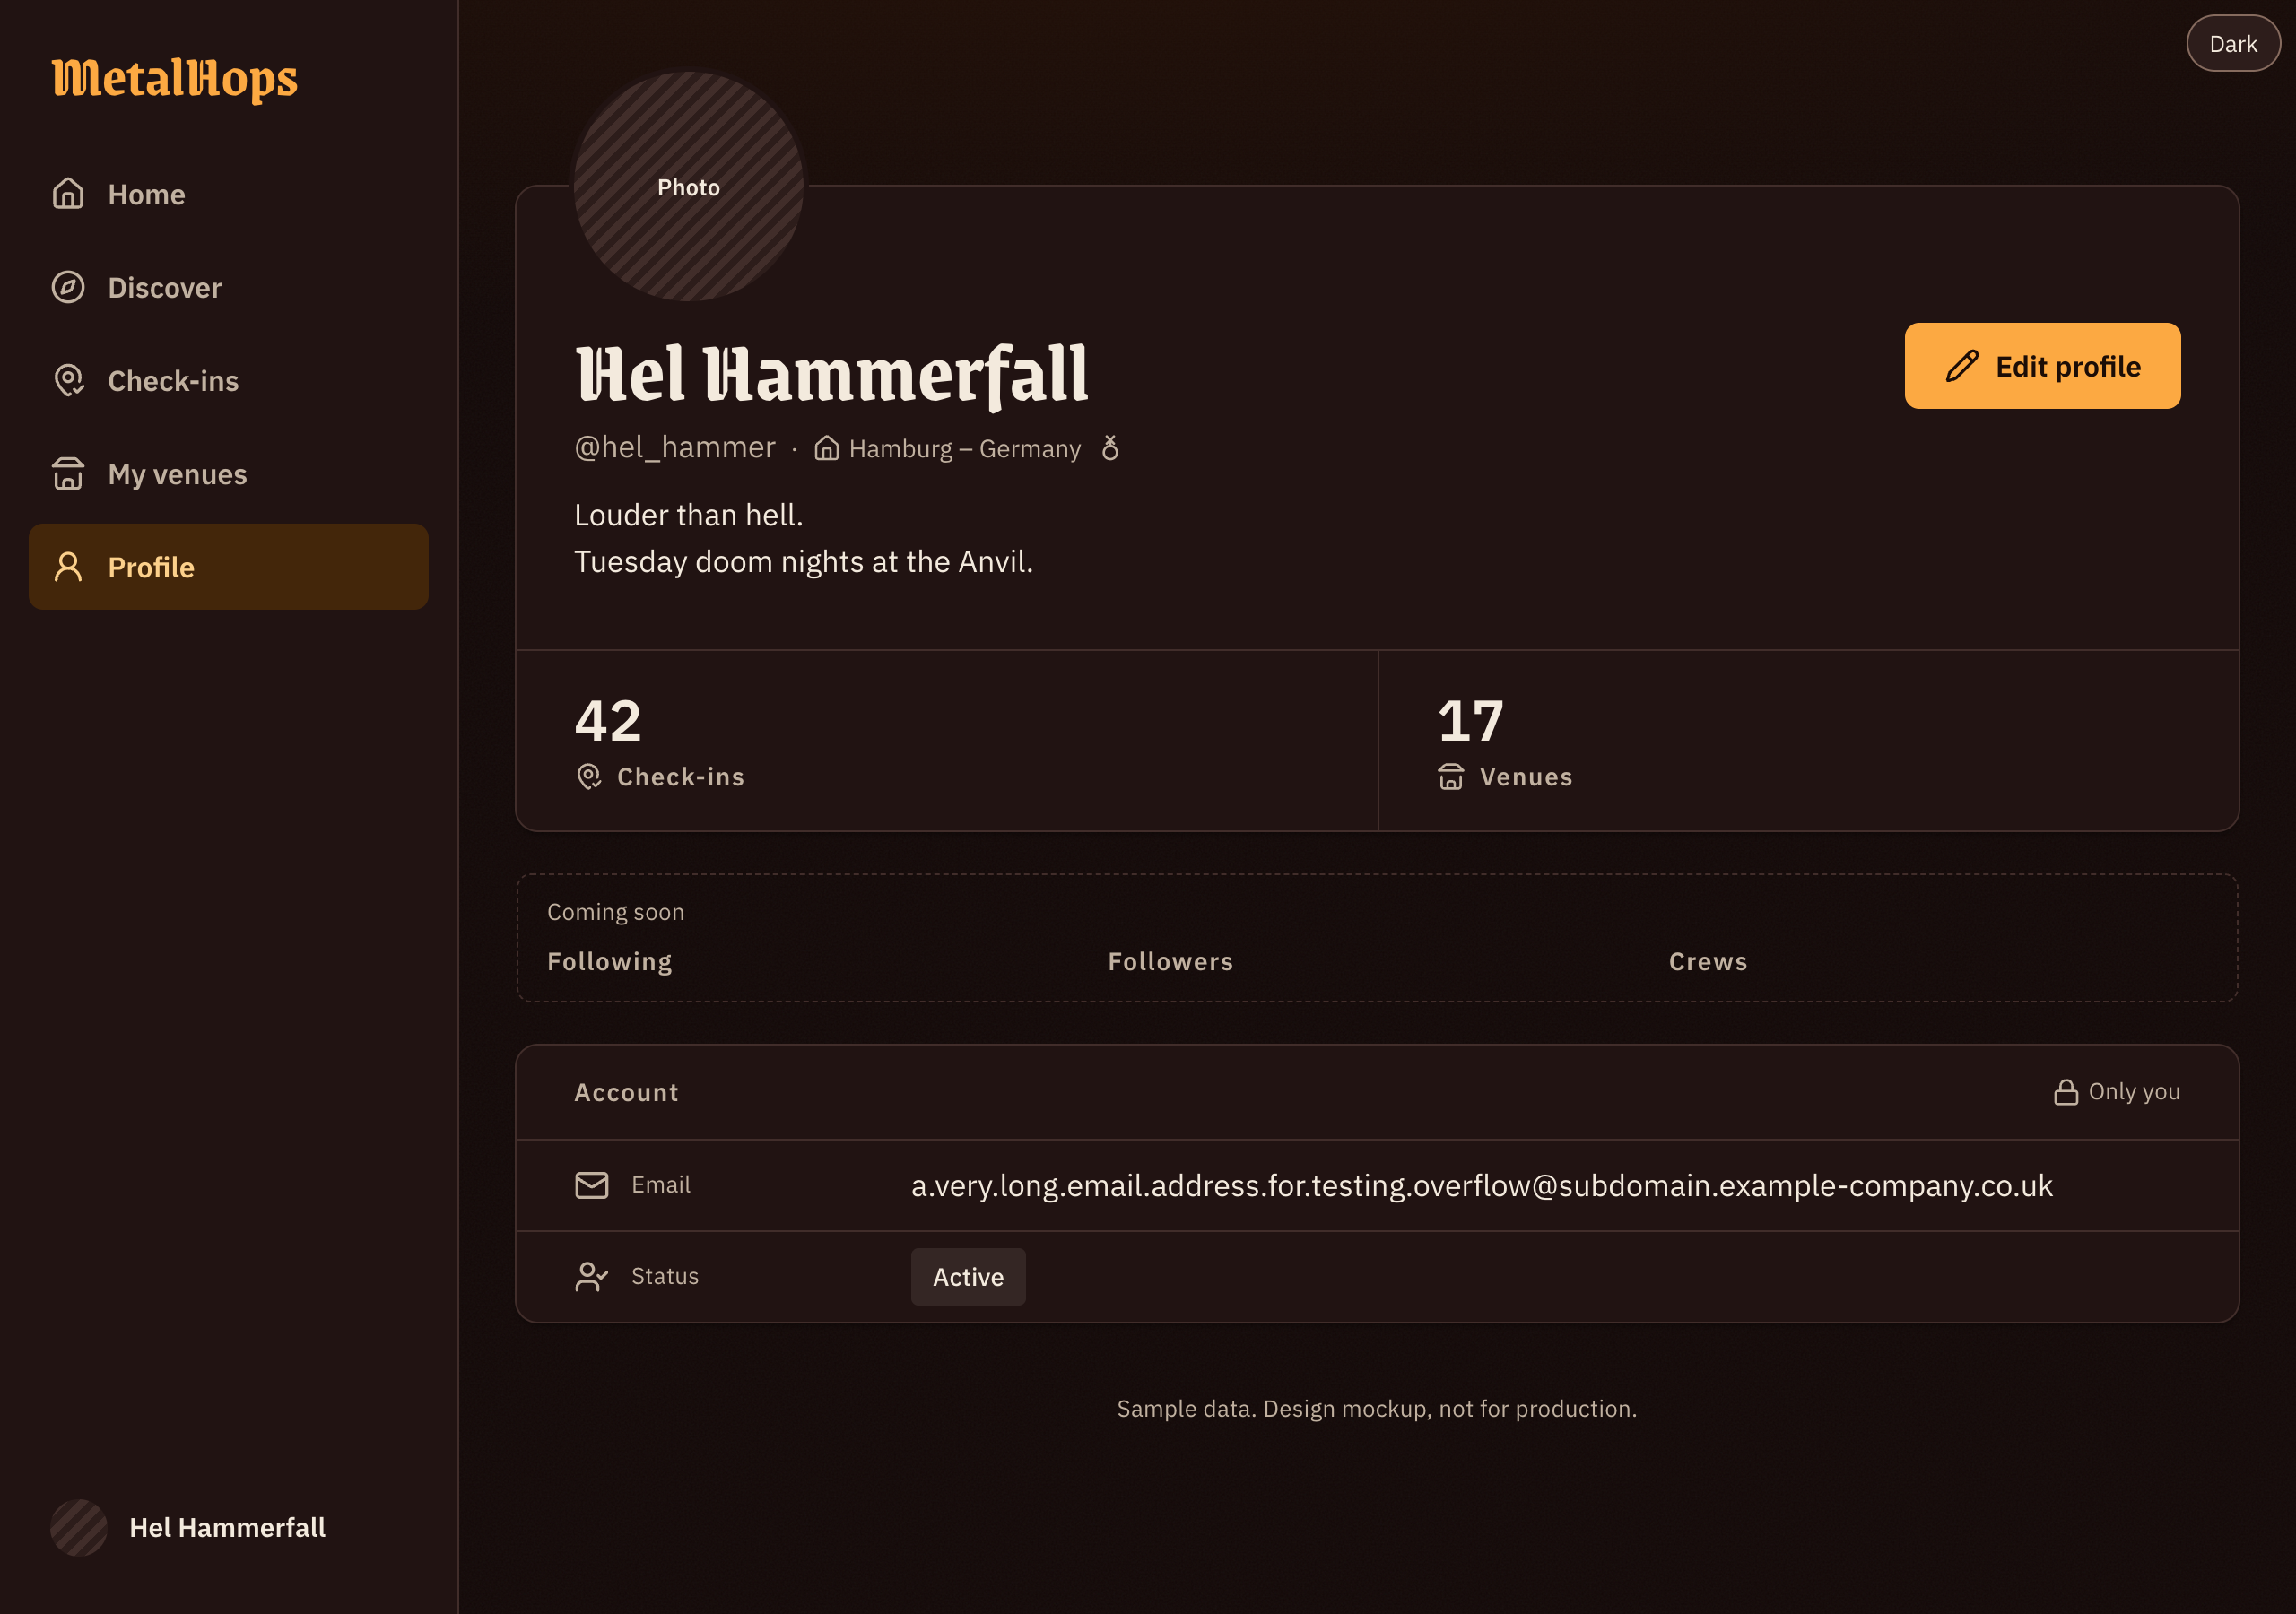 MetalHops
Dark
Home
Discover
Check-ins
My venues
Profile
Photo
Hel Hammerfall
Edit profile
@hel_hammer · Hamburg – Germany
Louder than hell.
Tuesday doom nights at the Anvil.
42
Check-ins
17
Venues
Coming soon
Following
Followers
Crews
Account
Only you
Email
a.very.long.email.address.for.testing.overflow@subdomain.example-company.co.uk
Status
Active
Sample data. Design mockup, not for production.
Hel Hammerfall